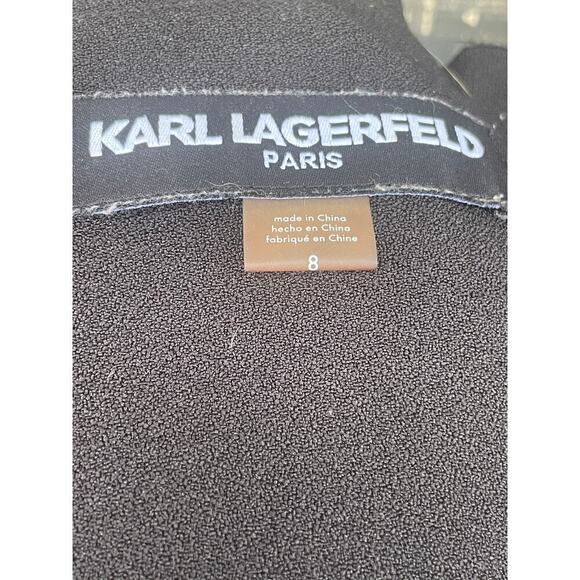 KARL LAGERFELD
PARIS
made in China
hecho en China
fabriqué en Chine
8